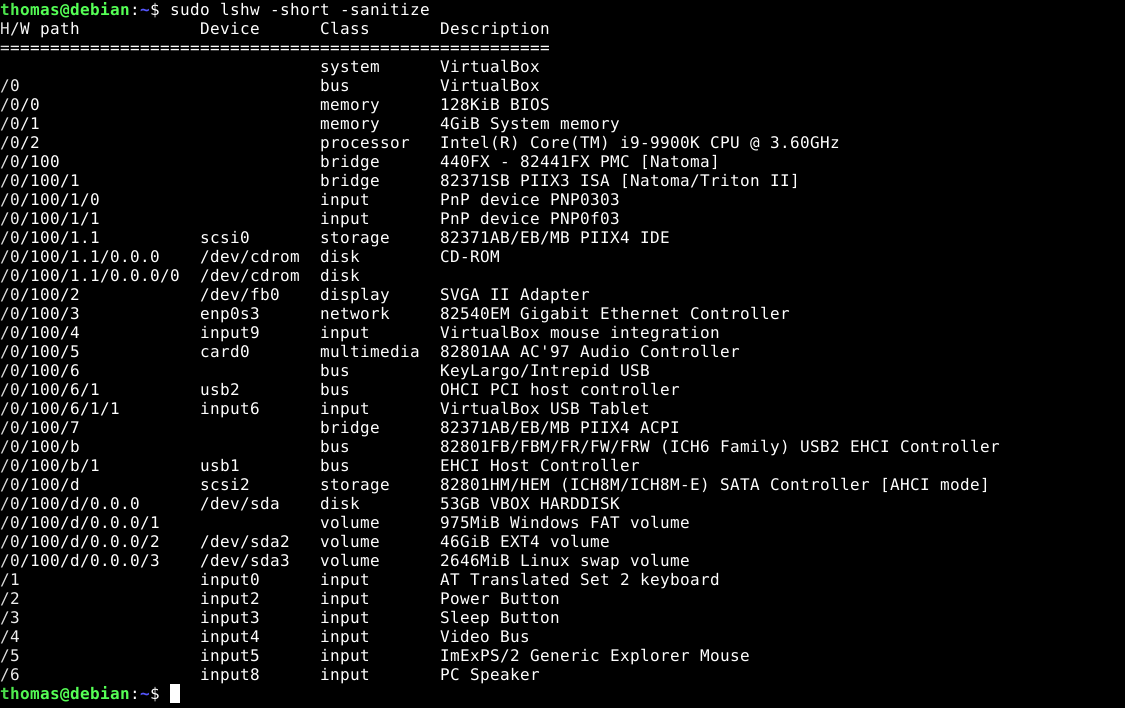 thomas@debian:~$ sudo lshw -short -sanitize
H/W path            Device      Class       Description
=======================================================
                                system      VirtualBox
/0                              bus         VirtualBox
/0/0                            memory      128KiB BIOS
/0/1                            memory      4GiB System memory
/0/2                            processor   Intel(R) Core(TM) i9-9900K CPU @ 3.60GHz
/0/100                          bridge      440FX - 82441FX PMC [Natoma]
/0/100/1                        bridge      82371SB PIIX3 ISA [Natoma/Triton II]
/0/100/1/0                      input       PnP device PNP0303
/0/100/1/1                      input       PnP device PNP0f03
/0/100/1.1          scsi0       storage     82371AB/EB/MB PIIX4 IDE
/0/100/1.1/0.0.0    /dev/cdrom  disk        CD-ROM
/0/100/1.1/0.0.0/0  /dev/cdrom  disk
/0/100/2            /dev/fb0    display     SVGA II Adapter
/0/100/3            enp0s3      network     82540EM Gigabit Ethernet Controller
/0/100/4            input9      input       VirtualBox mouse integration
/0/100/5            card0       multimedia  82801AA AC'97 Audio Controller
/0/100/6                        bus         KeyLargo/Intrepid USB
/0/100/6/1          usb2        bus         OHCI PCI host controller
/0/100/6/1/1        input6      input       VirtualBox USB Tablet
/0/100/7                        bridge      82371AB/EB/MB PIIX4 ACPI
/0/100/b                        bus         82801FB/FBM/FR/FW/FRW (ICH6 Family) USB2 EHCI Controller
/0/100/b/1          usb1        bus         EHCI Host Controller
/0/100/d            scsi2       storage     82801HM/HEM (ICH8M/ICH8M-E) SATA Controller [AHCI mode]
/0/100/d/0.0.0      /dev/sda    disk        53GB VBOX HARDDISK
/0/100/d/0.0.0/1                volume      975MiB Windows FAT volume
/0/100/d/0.0.0/2    /dev/sda2   volume      46GiB EXT4 volume
/0/100/d/0.0.0/3    /dev/sda3   volume      2646MiB Linux swap volume
/1                  input0      input       AT Translated Set 2 keyboard
/2                  input2      input       Power Button
/3                  input3      input       Sleep Button
/4                  input4      input       Video Bus
/5                  input5      input       ImExPS/2 Generic Explorer Mouse
/6                  input8      input       PC Speaker
thomas@debian:~$